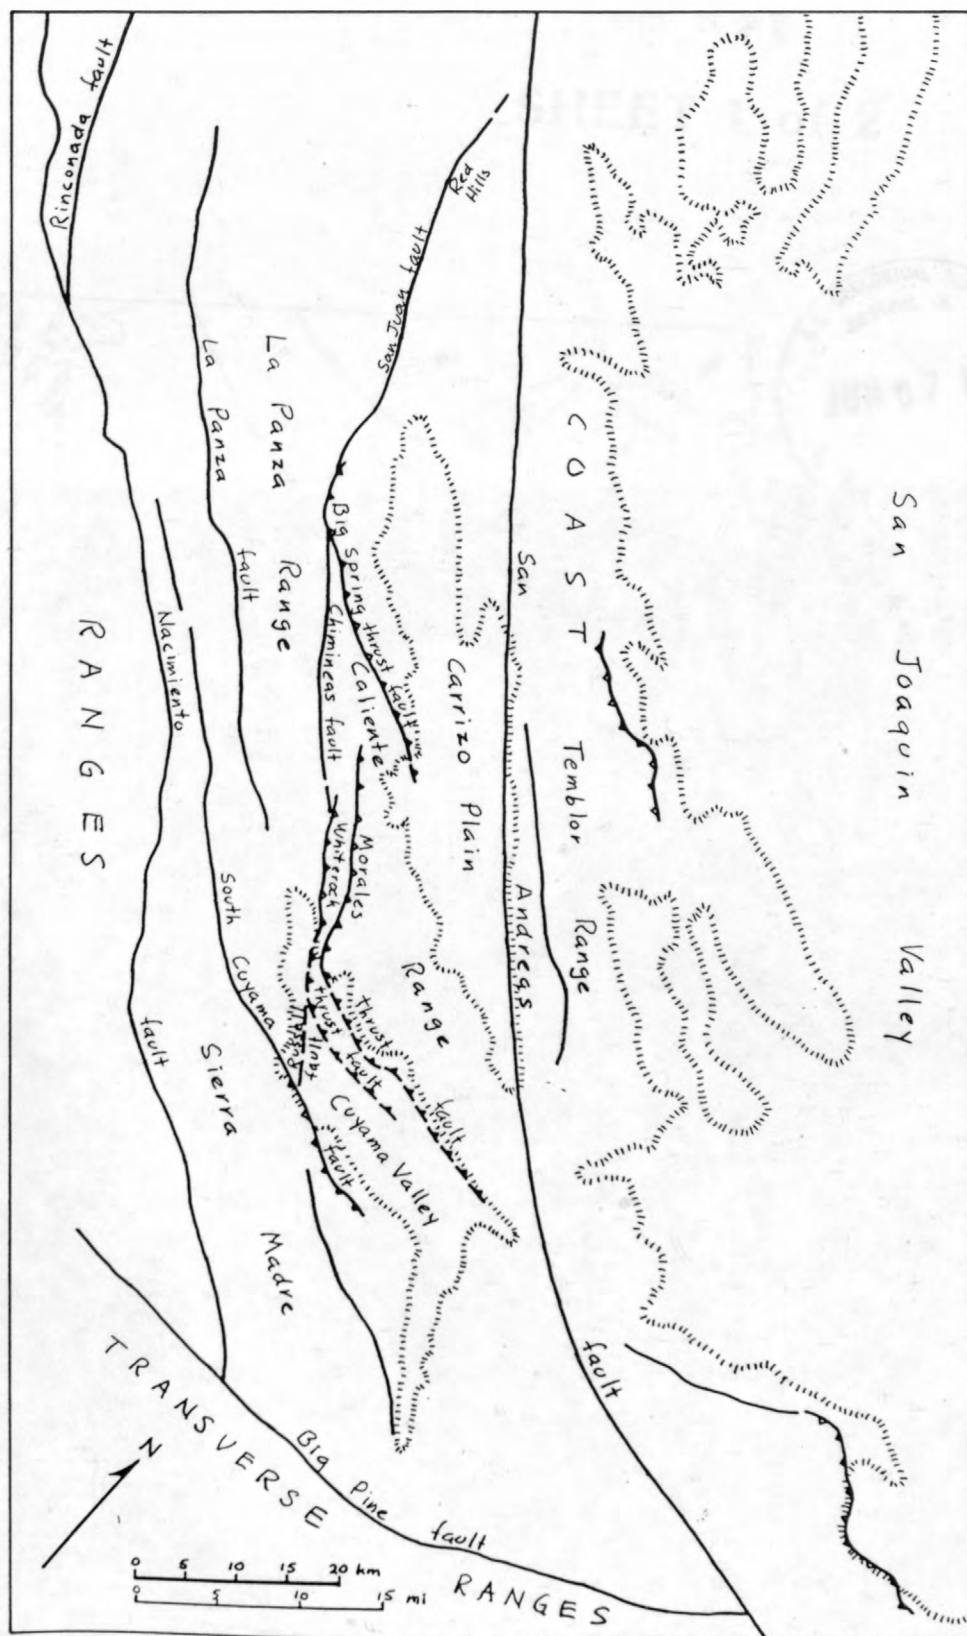 Rinconada fault
Red
Hills
San Juan fault
La Panza Range
La Panza fault
COAST
RANGES
San Joaquin Valley
Big Spring thrust fault
Chimineas fault
Caliente Range
Carrizo Plain
San Andreas fault
Temblor Range
Nacimiento fault
Whiterock thrust fault
Morales thrust fault
South Cuyama fault
Russell fault
Cuyama Valley
Sierra Madre
TRANSVERSE
RANGES
Big Pine fault
N
0 5 10 15 20 km
0 5 10 15 mi